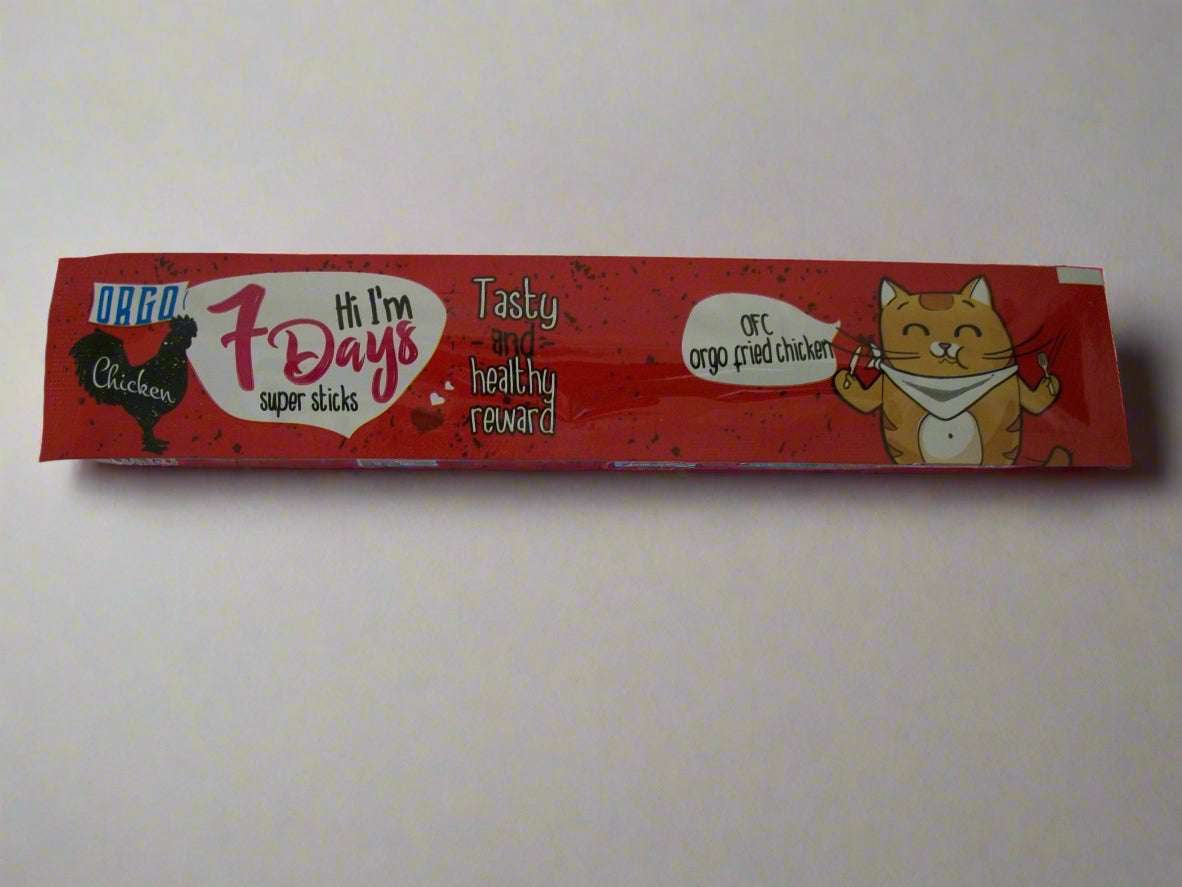 ORGO
Chicken
Hi I'm
7 Days
super sticks
Tasty
and
healthy
reward
OFC
orgo fried chicken